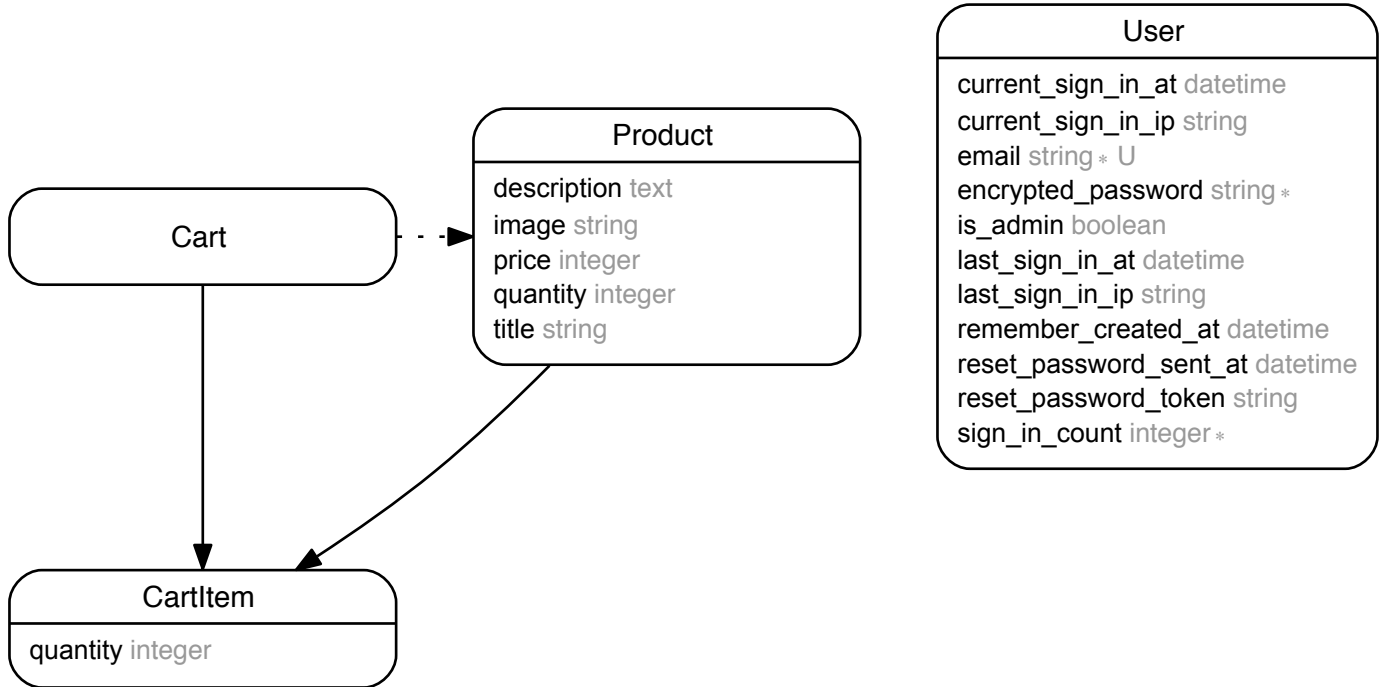 User
current_sign_in_at datetime
current_sign_in_ip string
email string * U
encrypted_password string *
is_admin boolean
last_sign_in_at datetime
last_sign_in_ip string
remember_created_at datetime
reset_password_sent_at datetime
reset_password_token string
sign_in_count integer *
Product
description text
image string
price integer
quantity integer
title string
Cart
CartItem
quantity integer